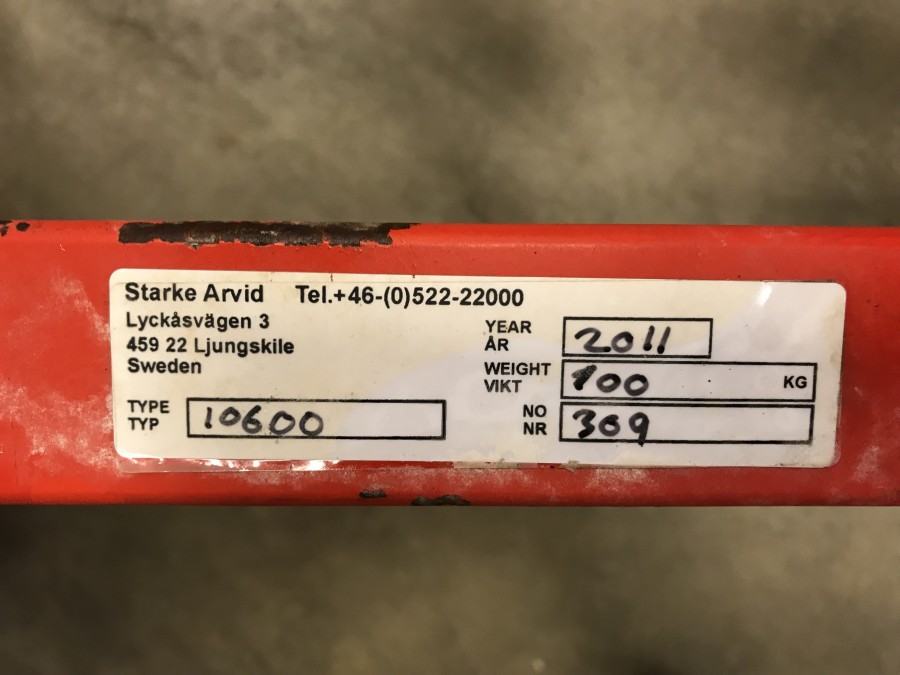 Starke Arvid Tel.+46-(0)522-22000
Lyckåsvägen 3
459 22 Ljungskile
Sweden
TYPE
TYP
10600
YEAR
ÅR
2011
WEIGHT
VIKT
100 KG
NO
NR
309